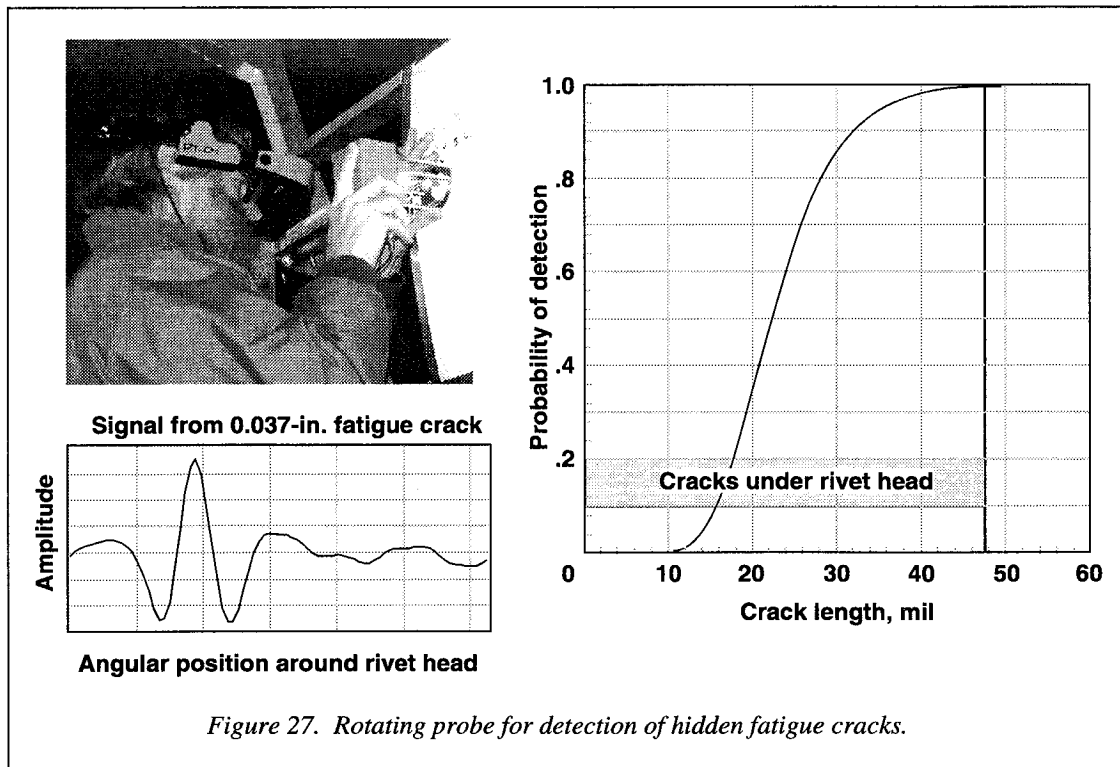 Signal from 0.037-in. fatigue crack
Amplitude
Angular position around rivet head
1.0
.8
.6
.4
.2
0
Probability of detection
Cracks under rivet head
10 20 30 40 50 60
Crack length, mil
Figure 27. Rotating probe for detection of hidden fatigue cracks.